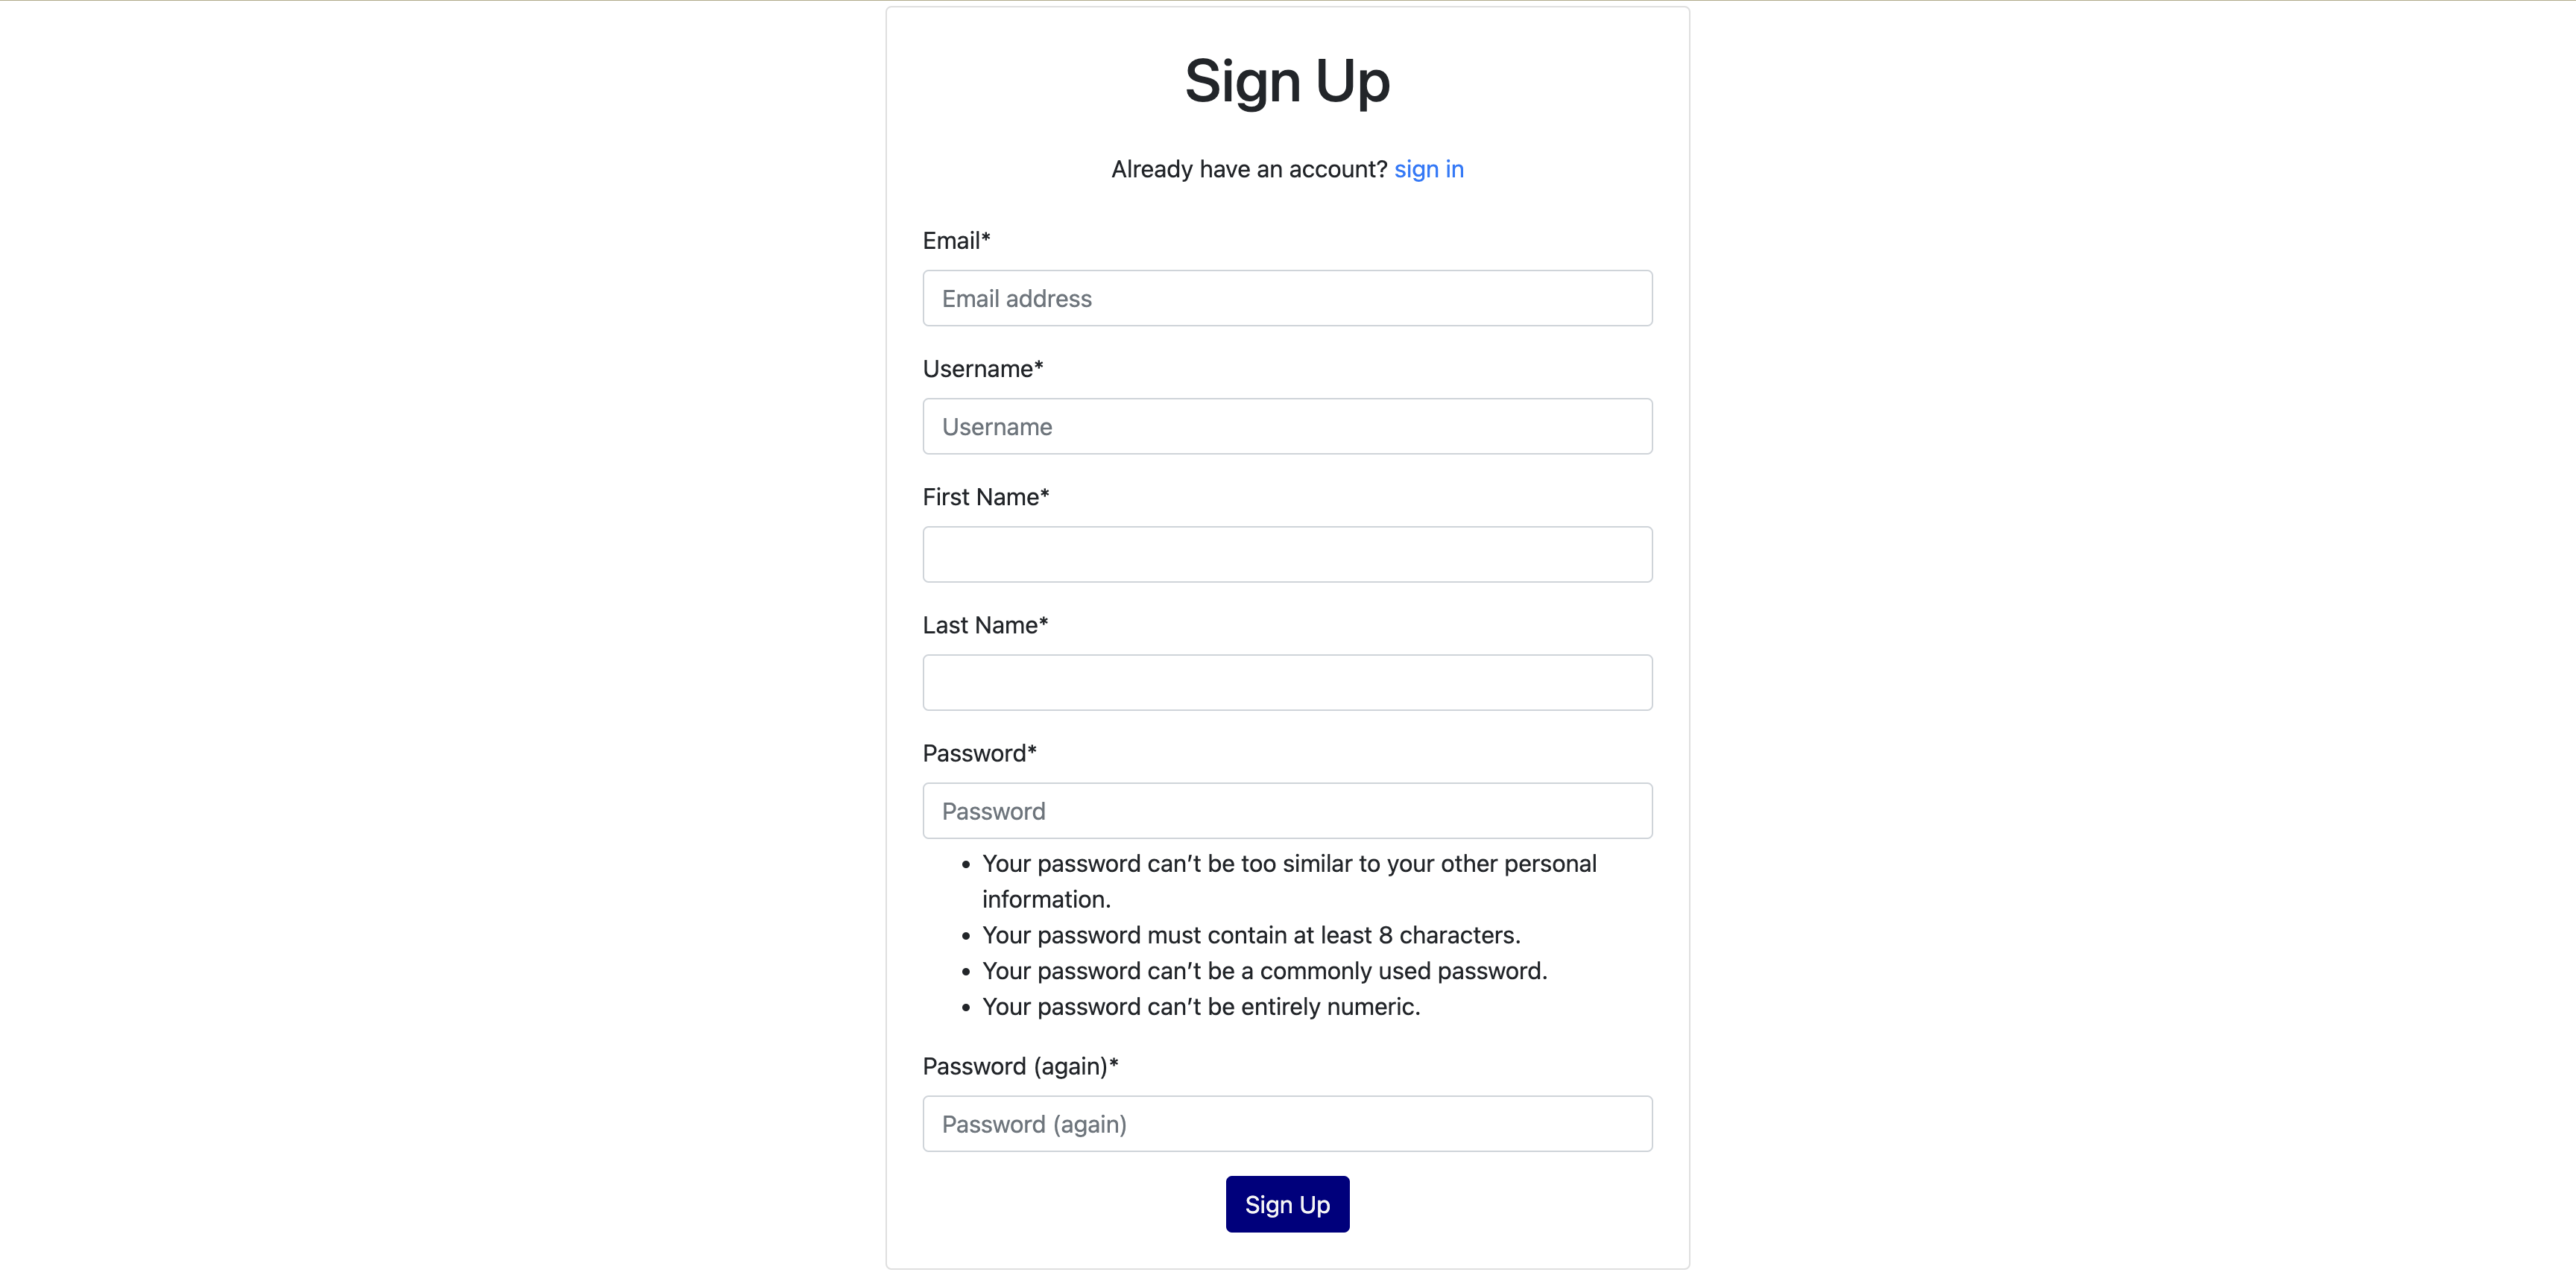 Sign Up
Already have an account? sign in
Email*
Email address
Username*
Username
First Name*
Last Name*
Password*
Password
• Your password can’t be too similar to your other personal
information.
• Your password must contain at least 8 characters.
• Your password can’t be a commonly used password.
• Your password can’t be entirely numeric.
Password (again)*
Password (again)
Sign Up